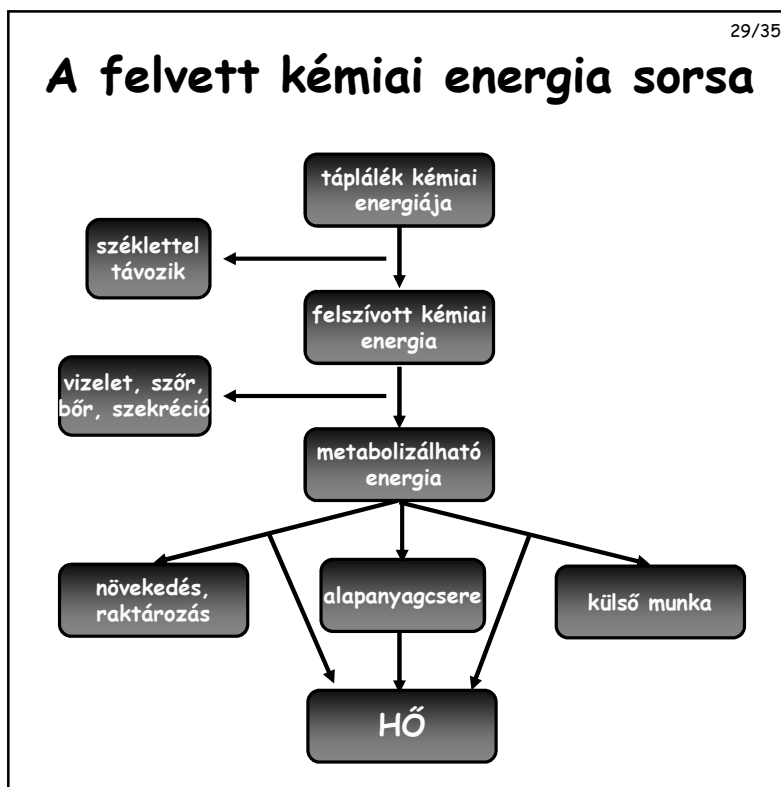 29/35
A felvett kémiai energia sorsa
táplálék kémiai
energiája
széklettel
távozik
felszívott kémiai
energia
vizelet, szőr,
bőr, szekréció
metabolizálható
energia
növekedés,
raktározás
alapanyagcsere
külső munka
HŐ